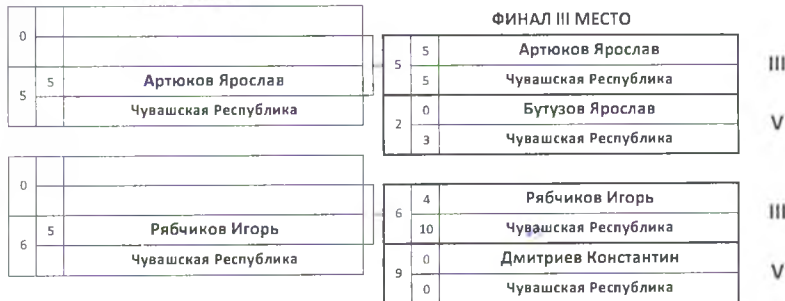 ФИНАЛ III МЕСТО
0
5
5
Артюков Ярослав
Чувашская Республика
5
5
5
Артюков Ярослав
Чувашская Республика
III
2
0
3
Бутузов Ярослав
Чувашская Республика
V
0
6
5
Рябчиков Игорь
Чувашская Республика
6
4
10
Рябчиков Игорь
Чувашская Республика
III
9
0
0
Дмитриев Константин
Чувашская Республика
V